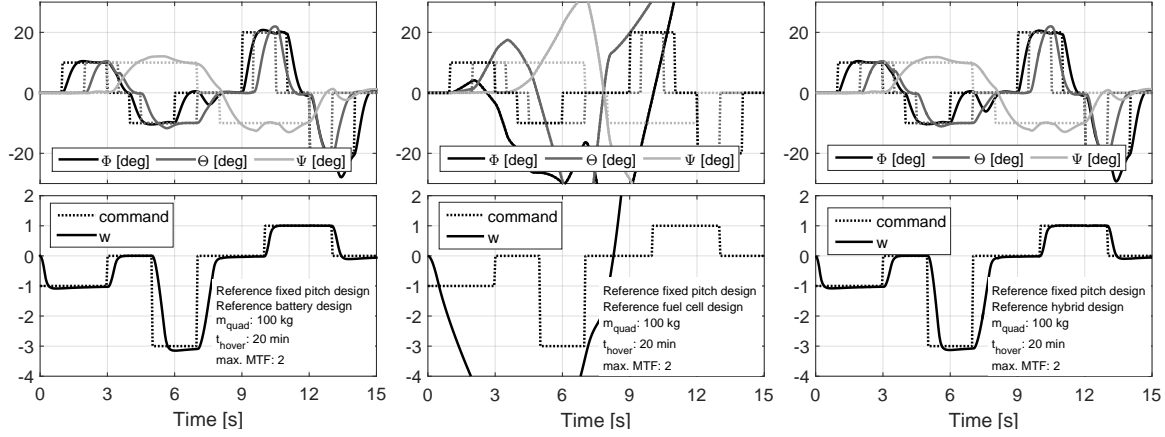 20
0
-20
Φ [deg] Θ [deg] Ψ [deg]
2
1
0
-1
-2
-3
-4
command
w
Reference fixed pitch design
Reference battery design
m_quad: 100 kg
t_hover: 20 min
max. MTF: 2
0 3 6 9 12 15
Time [s]
20
0
-20
Φ [deg] Θ [deg] Ψ [deg]
2
1
0
-1
-2
-3
-4
command
w
Reference fixed pitch design
Reference fuel cell design
m_quad: 100 kg
t_hover: 20 min
max. MTF: 2
0 3 6 9 12 15
Time [s]
20
0
-20
Φ [deg] Θ [deg] Ψ [deg]
2
1
0
-1
-2
-3
-4
command
w
Reference fixed pitch design
Reference hybrid design
m_quad: 100 kg
t_hover: 20 min
max. MTF: 2
0 3 6 9 12 15
Time [s]